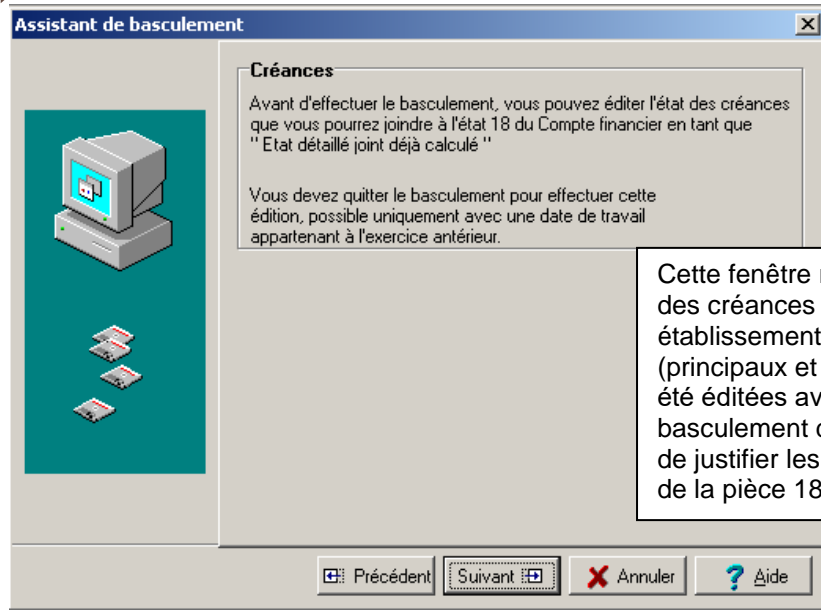 Assistant de basculement
Créances
Avant d'effectuer le basculement, vous pouvez éditer l'état des créances
que vous pourrez joindre à l'état 18 du Compte financier en tant que
" Etat détaillé joint déjà calculé "
Vous devez quitter le basculement pour effectuer cette
édition, possible uniquement avec une date de travail
appartenant à l'exercice antérieur.
Cette fenêtre
des créances
établissement
(principaux et
été éditées av
basculement
de justifier les
de la pièce 18
Précédent Suivant Annuler ? Aide